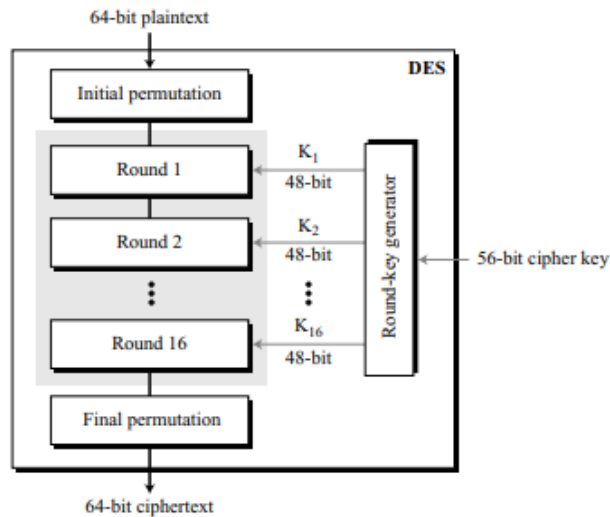 64-bit plaintext
DES
Initial permutation
K1
Round 1
48-bit
K2
Round 2
48-bit
Round-key generator
56-bit cipher key
K16
Round 16
48-bit
Final permutation
64-bit ciphertext